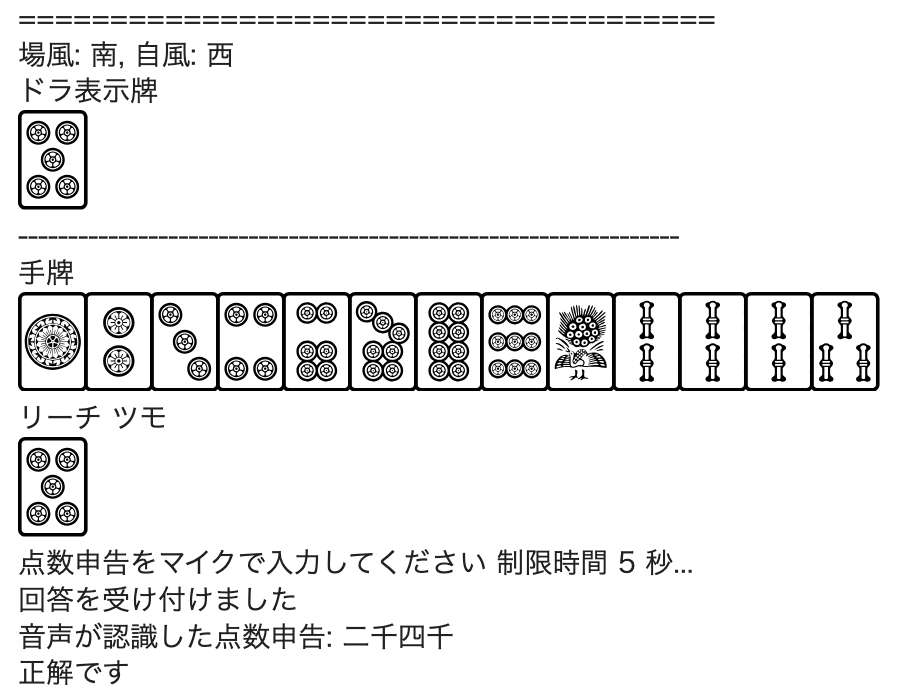 ======================================
場風: 南, 自風: 西
ドラ表示牌
------------------------------------------------------------------
手牌
リーチ ツモ
点数申告をマイクで入力してください 制限時間 5 秒...
回答を受け付けました
音声が認識した点数申告: 二千四千
正解です